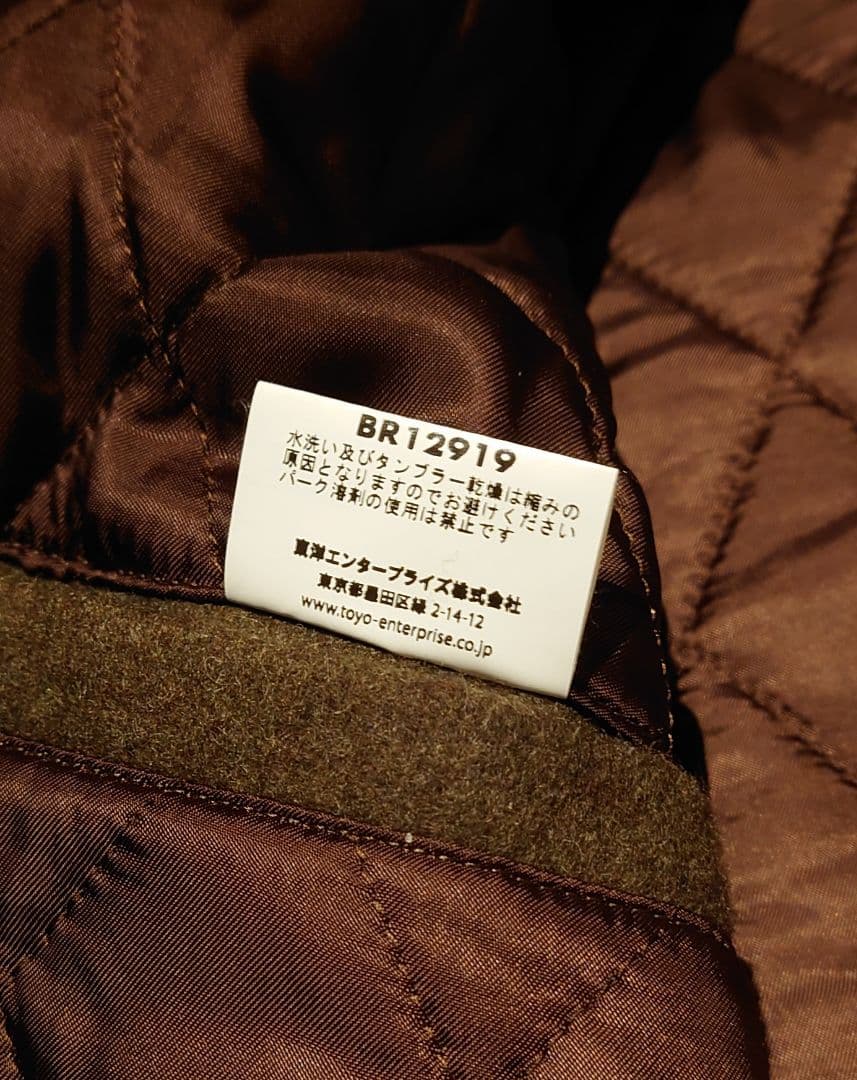 BR12919
水洗い及びタンブラー乾燥は縮みの
原因となりますのでお避けください
パーク溶剤の使用は禁止です
東洋エンタープライズ株式会社
東京都墨田区緑 2-14-12
www.toyo-enterprise.co.jp